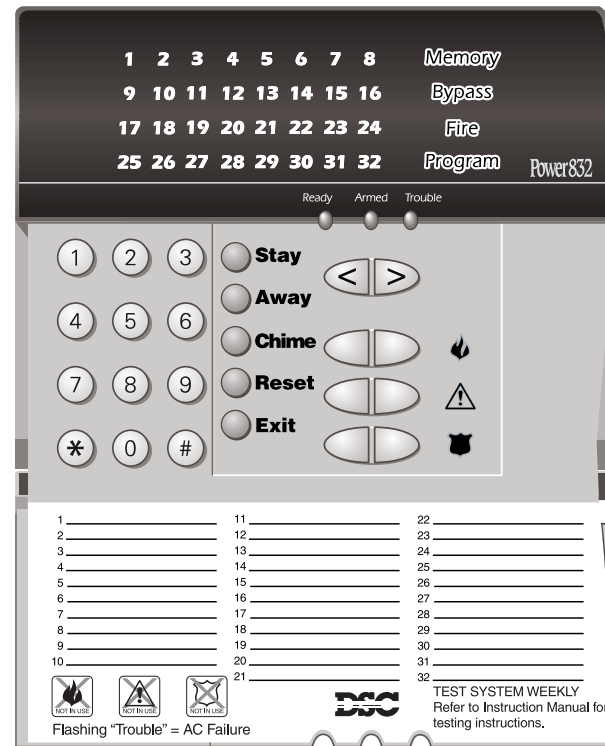 1 2 3 4 5 6 7 8 Memory
9 10 11 12 13 14 15 16 Bypass
17 18 19 20 21 22 23 24 Fire
25 26 27 28 29 30 31 32 Program
Power832
Ready Armed Trouble
1 2 3
4 5 6
7 8 9
* 0 #
Stay
Away
Chime
Reset
Exit
< >
1
2
3
4
5
6
7
8
9
10
11
12
13
14
15
16
17
18
19
20
21
22
23
24
25
26
27
28
29
30
31
32
NOT IN USE NOT IN USE NOT IN USE
Flashing “Trouble” = AC Failure
DSC
TEST SYSTEM WEEKLY
Refer to Instruction Manual for
testing instructions.